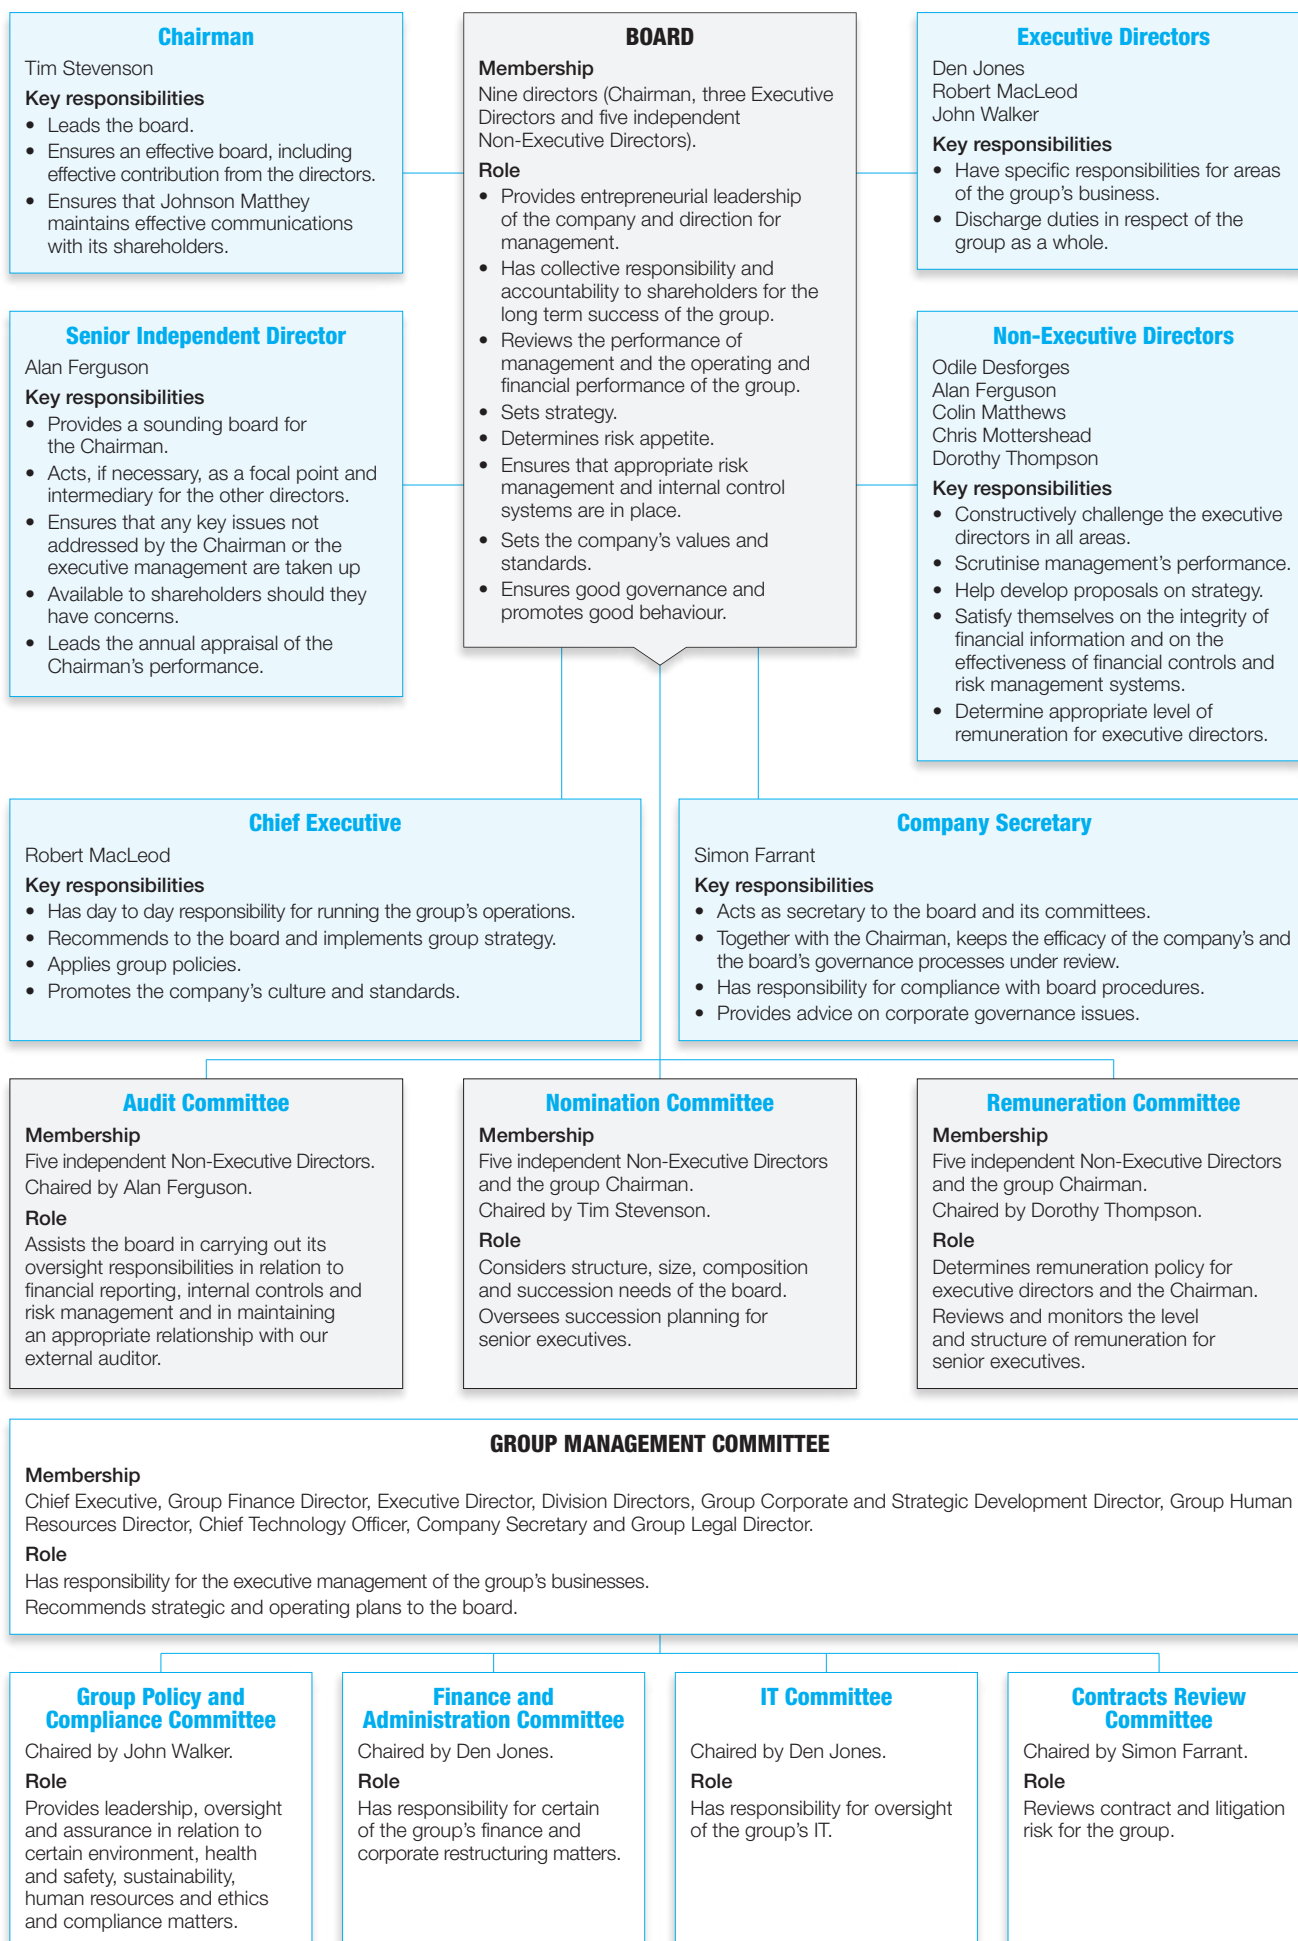 Chairman
Tim Stevenson
Key responsibilities
• Leads the board.
• Ensures an effective board, including
effective contribution from the directors.
• Ensures that Johnson Matthey
maintains effective communications
with its shareholders.
BOARD
Membership
Nine directors (Chairman, three Executive
Directors and five independent
Non-Executive Directors).
Role
• Provides entrepreneurial leadership
of the company and direction for
management.
• Has collective responsibility and
accountability to shareholders for the
long term success of the group.
• Reviews the performance of
management and the operating and
financial performance of the group.
• Sets strategy.
• Determines risk appetite.
• Ensures that appropriate risk
management and internal control
systems are in place.
• Sets the company’s values and
standards.
• Ensures good governance and
promotes good behaviour.
Executive Directors
Den Jones
Robert MacLeod
John Walker
Key responsibilities
• Have specific responsibilities for areas
of the group’s business.
• Discharge duties in respect of the
group as a whole.
Senior Independent Director
Alan Ferguson
Key responsibilities
• Provides a sounding board for
the Chairman.
• Acts, if necessary, as a focal point and
intermediary for the other directors.
• Ensures that any key issues not
addressed by the Chairman or the
executive management are taken up
• Available to shareholders should they
have concerns.
• Leads the annual appraisal of the
Chairman’s performance.
Non-Executive Directors
Odile Desforges
Alan Ferguson
Colin Matthews
Chris Mottershead
Dorothy Thompson
Key responsibilities
• Constructively challenge the executive
directors in all areas.
• Scrutinise management’s performance.
• Help develop proposals on strategy.
• Satisfy themselves on the integrity of
financial information and on the
effectiveness of financial controls and
risk management systems.
• Determine appropriate level of
remuneration for executive directors.
Chief Executive
Robert MacLeod
Key responsibilities
• Has day to day responsibility for running the group’s operations.
• Recommends to the board and implements group strategy.
• Applies group policies.
• Promotes the company’s culture and standards.
Company Secretary
Simon Farrant
Key responsibilities
• Acts as secretary to the board and its committees.
• Together with the Chairman, keeps the efficacy of the company’s and
the board’s governance processes under review.
• Has responsibility for compliance with board procedures.
• Provides advice on corporate governance issues.
Audit Committee
Membership
Five independent Non-Executive Directors.
Chaired by Alan Ferguson.
Role
Assists the board in carrying out its
oversight responsibilities in relation to
financial reporting, internal controls and
risk management and in maintaining
an appropriate relationship with our
external auditor.
Nomination Committee
Membership
Five independent Non-Executive Directors
and the group Chairman.
Chaired by Tim Stevenson.
Role
Considers structure, size, composition
and succession needs of the board.
Oversees succession planning for
senior executives.
Remuneration Committee
Membership
Five independent Non-Executive Directors
and the group Chairman.
Chaired by Dorothy Thompson.
Role
Determines remuneration policy for
executive directors and the Chairman.
Reviews and monitors the level
and structure of remuneration for
senior executives.
GROUP MANAGEMENT COMMITTEE
Membership
Chief Executive, Group Finance Director, Executive Director, Division Directors, Group Corporate and Strategic Development Director, Group Human
Resources Director, Chief Technology Officer, Company Secretary and Group Legal Director.
Role
Has responsibility for the executive management of the group’s businesses.
Recommends strategic and operating plans to the board.
Group Policy and
Compliance Committee
Chaired by John Walker.
Role
Provides leadership, oversight
and assurance in relation to
certain environment, health
and safety, sustainability,
human resources and ethics
and compliance matters.
Finance and
Administration Committee
Chaired by Den Jones.
Role
Has responsibility for certain
of the group’s finance and
corporate restructuring matters.
IT Committee
Chaired by Den Jones.
Role
Has responsibility for oversight
of the group’s IT.
Contracts Review
Committee
Chaired by Simon Farrant.
Role
Reviews contract and litigation
risk for the group.